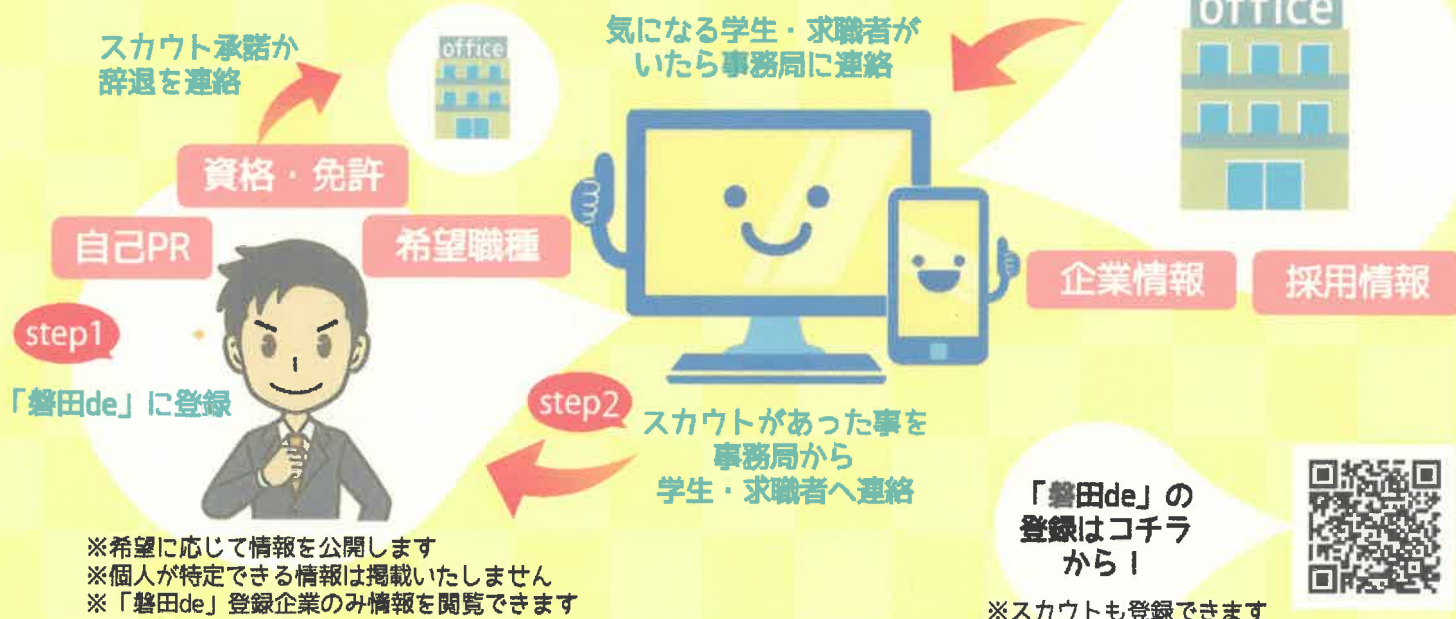 スカウト承諾か
辞退を連絡
office
気になる学生・求職者が
いたら事務局に連絡
office
資格・免許
自己PR
希望職種
企業情報
採用情報
step1
「磐田de」に登録
step2
スカウトがあった事を
事務局から
学生・求職者へ連絡
※希望に応じて情報を公開します
※個人が特定できる情報は掲載いたしません
※「磐田de」登録企業のみ情報を閲覧できます
「磐田de」の
登録はコチラ
から！
※スカウトも登録できます